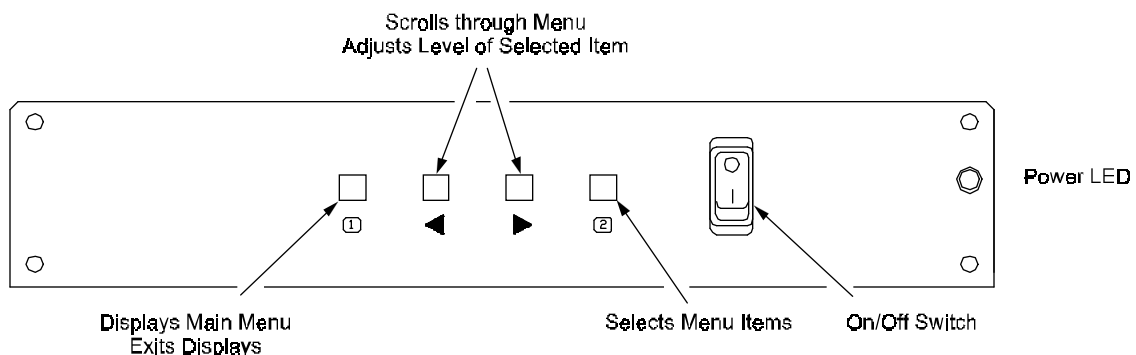 Scrolls through Menu
Adjusts Level of Selected Item
Power LED
1
2
Displays Main Menu
Exits Displays
Selects Menu Items
On/Off Switch